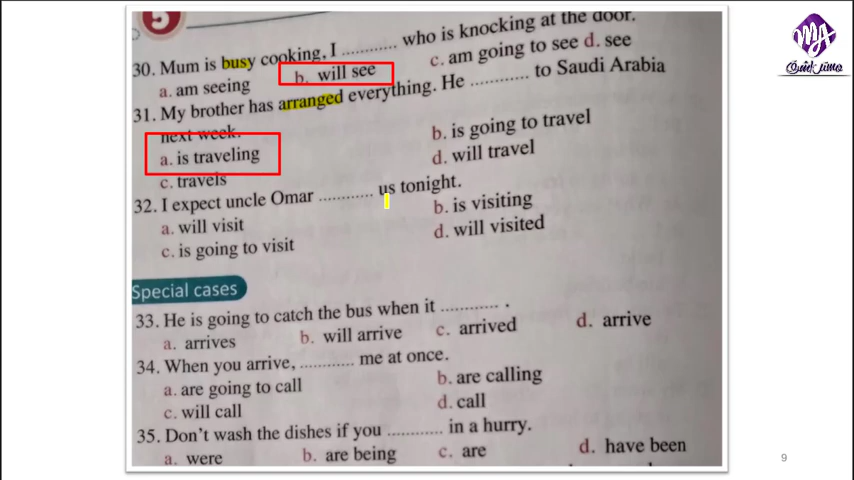 5
30. Mum is busy cooking, I ............ who is knocking at the door.
a. am seeing b. will see c. am going to see d. see
31. My brother has arranged everything. He ............ to Saudi Arabia
next week.
a. is traveling b. is going to travel
c. travels d. will travel
32. I expect uncle Omar ............ us tonight.
a. will visit b. is visiting
c. is going to visit d. will visited
Special cases
33. He is going to catch the bus when it ............ .
a. arrives b. will arrive c. arrived d. arrive
34. When you arrive, ............ me at once.
a. are going to call b. are calling
c. will call d. call
35. Don't wash the dishes if you ............ in a hurry.
a. were b. are being c. are d. have been
MA
9